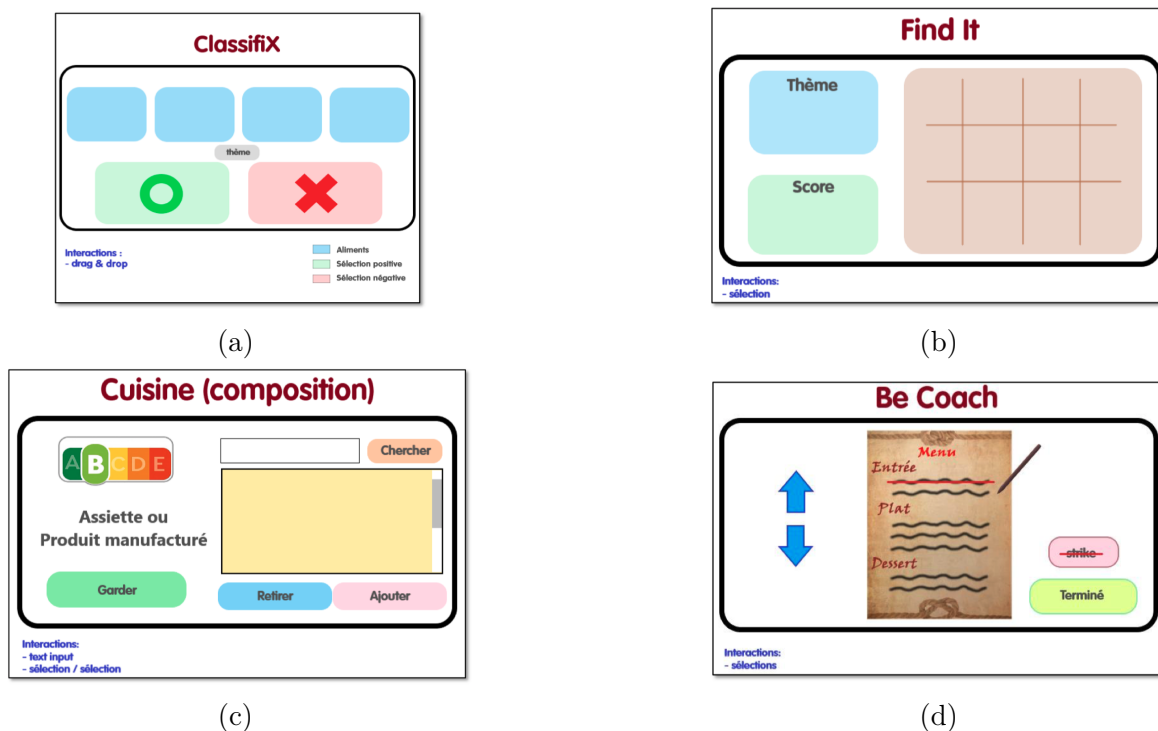 ClassifiX
thème
Interactions :
- drag & drop
Aliments
Sélection positive
Sélection négative
(a)
Find It
Thème
Score
Interactions:
- sélection
(b)
Cuisine (composition)
A B C D E
Chercher
Assiette ou
Produit manufacturé
Garder
Retirer
Ajouter
Interactions:
- text input
- sélection / sélection
(c)
Be Coach
Menu
Entrée
Plat
Dessert
strike
Terminé
Interactions:
- sélections
(d)